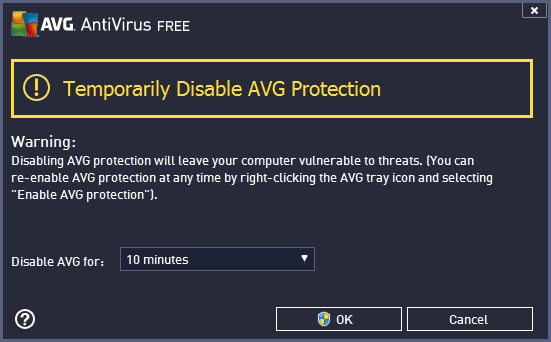 AVG. AntiVirus FREE
Temporarily Disable AVG Protection
Warning:
Disabling AVG protection will leave your computer vulnerable to threats. (You can
re-enable AVG protection at any time by right-clicking the AVG tray icon and selecting
"Enable AVG protection").
Disable AVG for: 10 minutes
OK Cancel